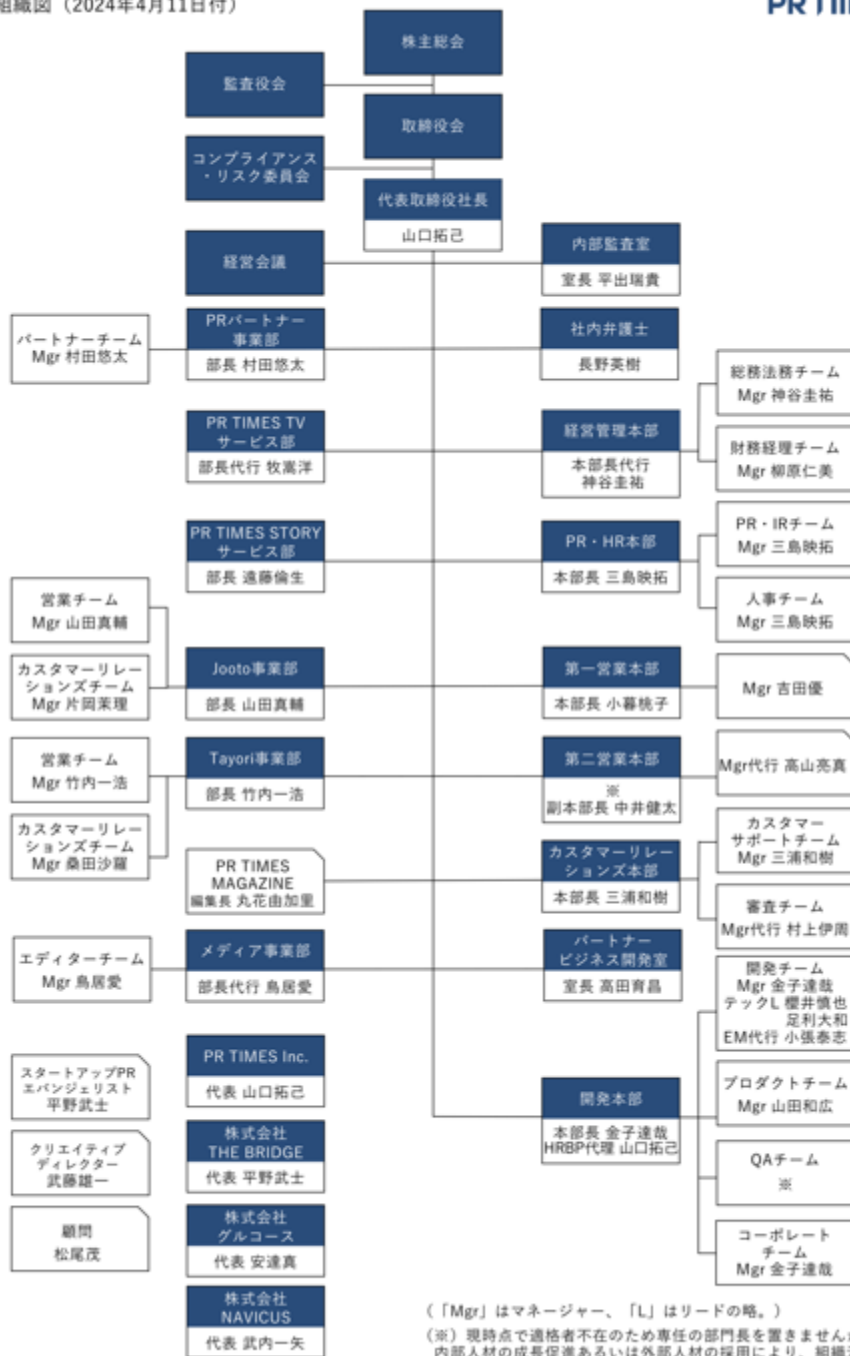 組織図（2024年4月11日付）
PR TIM
株主総会
監査役会
取締役会
コンプライアンス
・リスク委員会
代表取締役社長
山口拓己
経営会議
内部監査室
室長 平出瑞貴
パートナーチーム
Mgr 村田悠太
PRパートナー
事業部
部長 村田悠太
社内弁護士
長野英樹
総務法務チーム
Mgr 神谷圭祐
PR TIMES TV
サービス部
部長代行 牧嵩洋
経営管理本部
本部長代行
神谷圭祐
財務経理チーム
Mgr 柳原仁美
PR TIMES STORY
サービス部
部長 遠藤倫生
PR・HR本部
本部長 三島映拓
PR・IRチーム
Mgr 三島映拓
人事チーム
Mgr 三島映拓
営業チーム
Mgr 山田真輔
カスタマーリレー
ションズチーム
Mgr 片岡茉理
Jooto事業部
部長 山田真輔
第一営業本部
本部長 小暮桃子
Mgr 吉田優
営業チーム
Mgr 竹内一浩
カスタマーリレー
ションズチーム
Mgr 桑田沙羅
Tayori事業部
部長 竹内一浩
第二営業本部
※
副本部長 中井健太
Mgr代行 高山亮真
PR TIMES
MAGAZINE
編集長 丸花由加里
カスタマーリレー
ションズ本部
本部長 三浦和樹
カスタマー
サポートチーム
Mgr 三浦和樹
審査チーム
Mgr代行 村上伊周
エディターチーム
Mgr 鳥居愛
メディア事業部
部長代行 鳥居愛
パートナー
ビジネス開発室
室長 高田育昌
開発チーム
Mgr 金子達哉
テックL 櫻井慎也
足利大和
EM代行 小張泰志
スタートアップPR
エバンジェリスト
平野武士
PR TIMES Inc.
代表 山口拓己
開発本部
本部長 金子達哉
HRBP代理 山口拓己
プロダクトチーム
Mgr 山田和広
クリエイティブ
ディレクター
武藤雄一
株式会社
THE BRIDGE
代表 平野武士
QAチーム
※
顧問
松尾茂
株式会社
グルコース
代表 安達真
コーポレート
チーム
Mgr 金子達哉
株式会社
NAVICUS
代表 武内一矢
（「Mgr」はマネージャー、「L」はリードの略。）
（※）現時点で適格者不在のため専任の部門長を置きません
内部人材の成長促進あるいは外部人材の採用により、組織